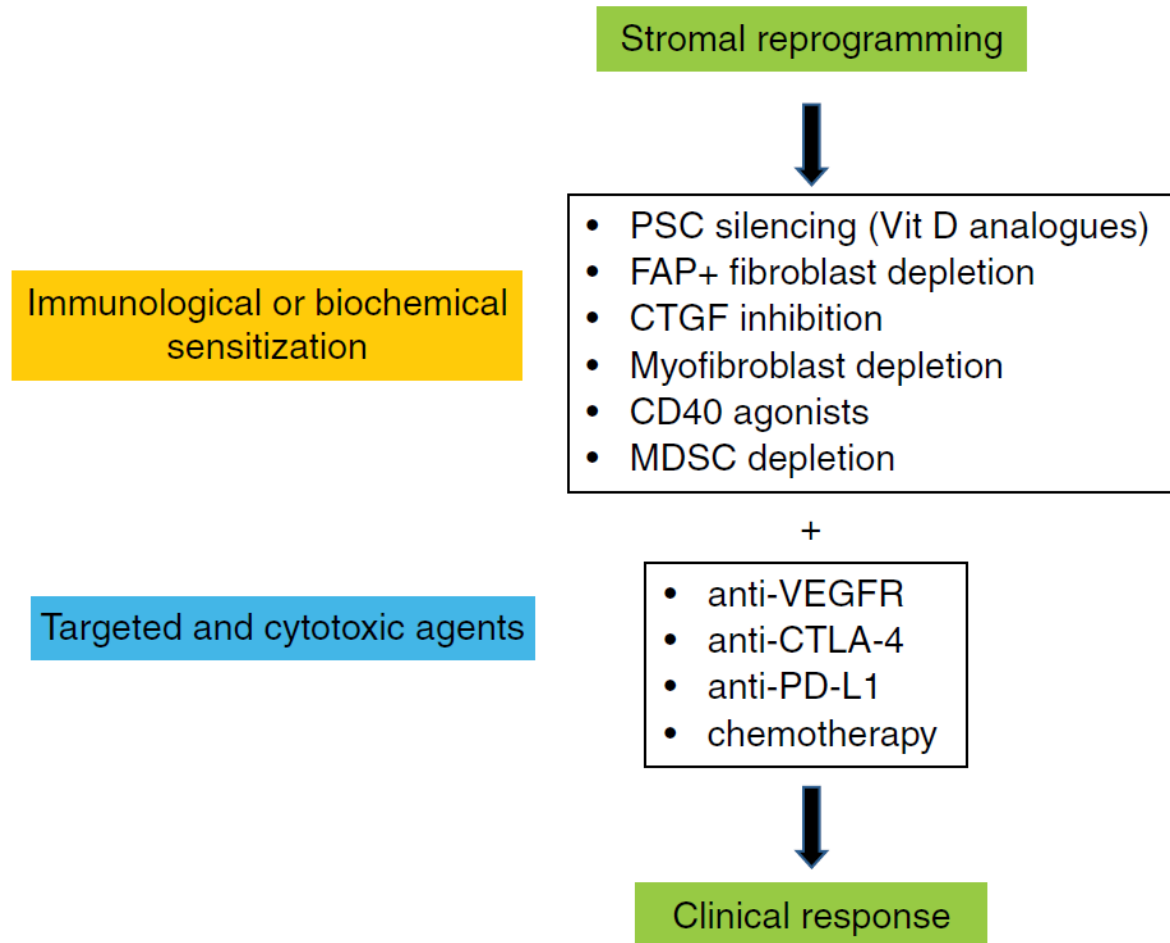 Stromal reprogramming
Immunological or biochemical
sensitization
• PSC silencing (Vit D analogues)
• FAP+ fibroblast depletion
• CTGF inhibition
• Myofibroblast depletion
• CD40 agonists
• MDSC depletion
+
Targeted and cytotoxic agents
• anti-VEGFR
• anti-CTLA-4
• anti-PD-L1
• chemotherapy
Clinical response